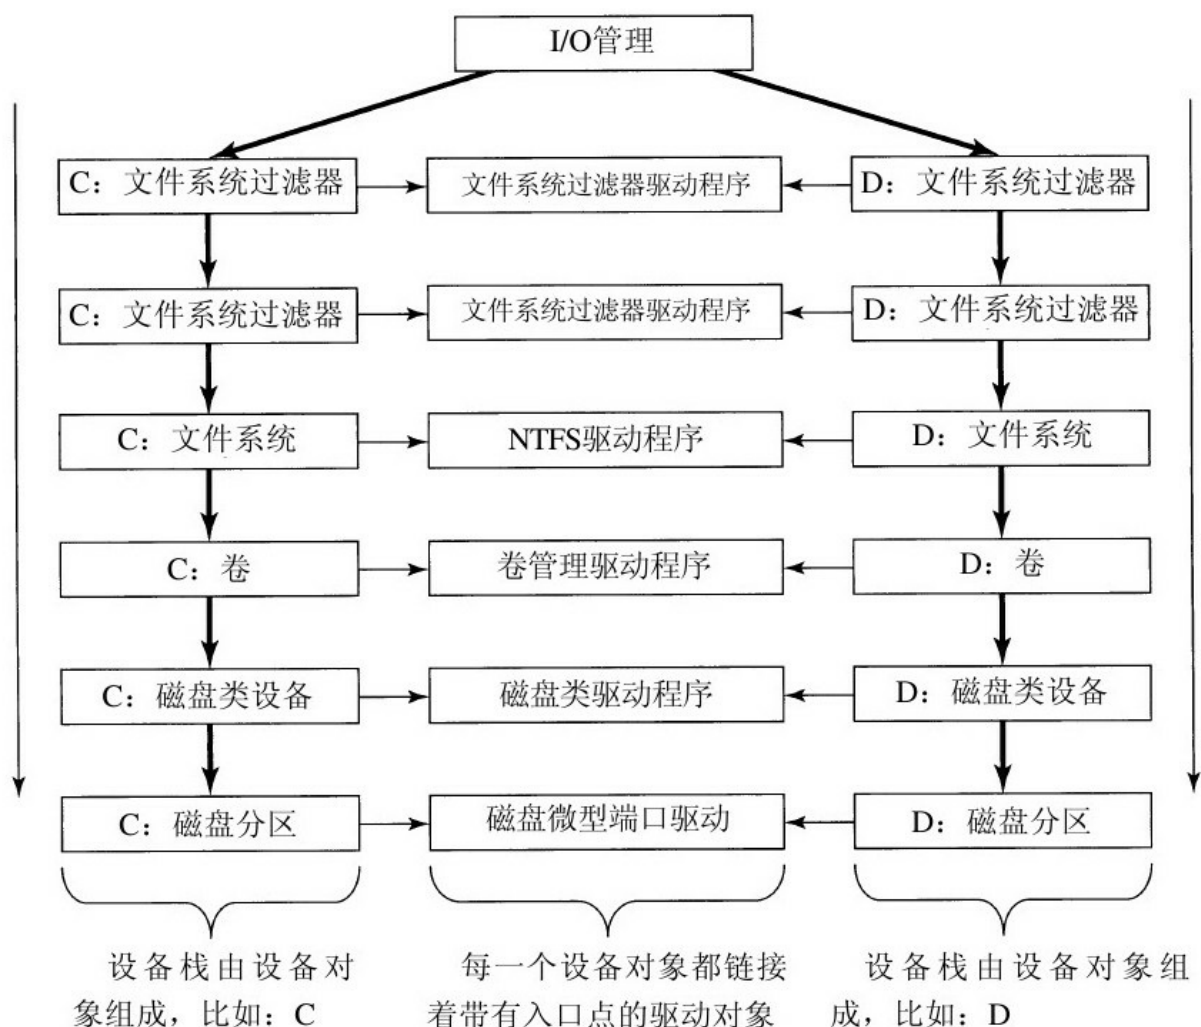 I/O管理
C：文件系统过滤器
文件系统过滤器驱动程序
D：文件系统过滤器
C：文件系统过滤器
文件系统过滤器驱动程序
D：文件系统过滤器
C：文件系统
NTFS驱动程序
D：文件系统
C：卷
卷管理驱动程序
D：卷
C：磁盘类设备
磁盘类驱动程序
D：磁盘类设备
C：磁盘分区
磁盘微型端口驱动
D：磁盘分区
设备栈由设备对
象组成，比如：C
每一个设备对象都链接
着带有入口点的驱动对象
设备栈由设备对象组
成，比如：D